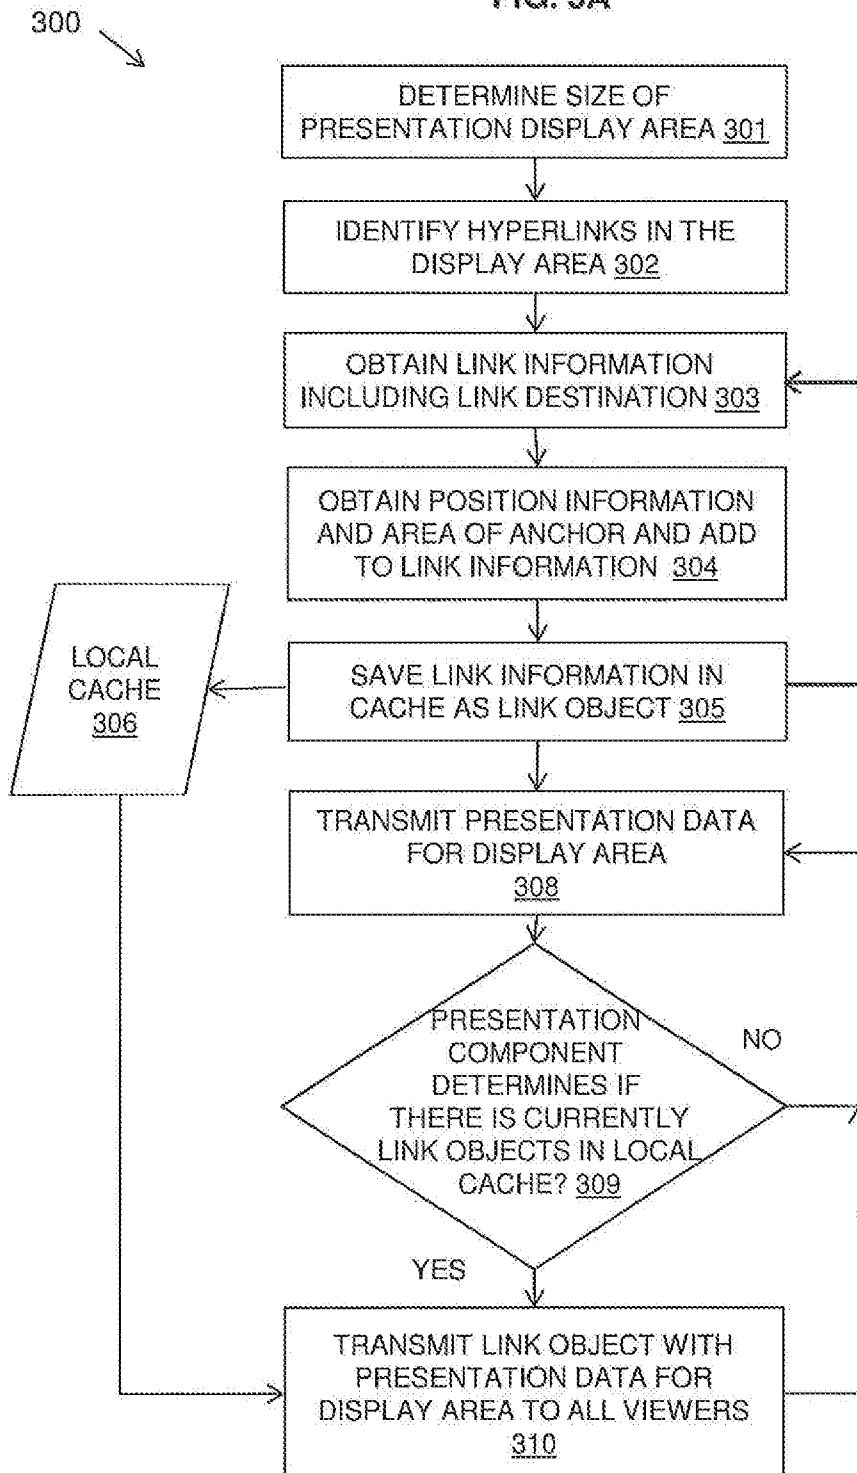 300
DETERMINE SIZE OF
PRESENTATION DISPLAY AREA 301
IDENTIFY HYPERLINKS IN THE
DISPLAY AREA 302
OBTAIN LINK INFORMATION
INCLUDING LINK DESTINATION 303
OBTAIN POSITION INFORMATION
AND AREA OF ANCHOR AND ADD
TO LINK INFORMATION 304
LOCAL
CACHE
306
SAVE LINK INFORMATION IN
CACHE AS LINK OBJECT 305
TRANSMIT PRESENTATION DATA
FOR DISPLAY AREA
308
PRESENTATION
COMPONENT
DETERMINES IF
THERE IS CURRENTLY
LINK OBJECTS IN LOCAL
CACHE? 309
NO
YES
TRANSMIT LINK OBJECT WITH
PRESENTATION DATA FOR
DISPLAY AREA TO ALL VIEWERS
310